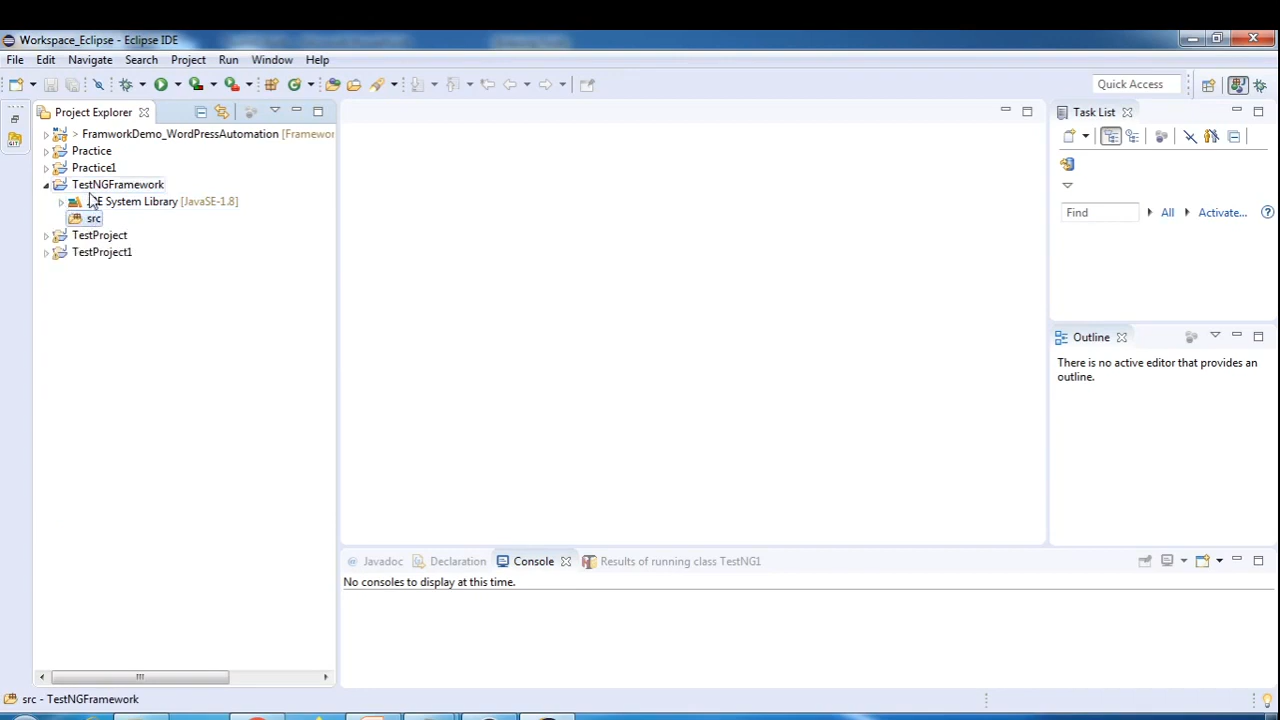 Workspace_Eclipse - Eclipse IDE
File Edit Navigate Search Project Run Window Help
Quick Access
Project Explorer
> FramworkDemo_WordPressAutomation [Framewor
Practice
Practice1
TestNGFramework
E System Library [JavaSE-1.8]
src
TestProject
TestProject1
Task List
Find All Activate...
Outline
There is no active editor that provides an
outline.
Javadoc Declaration Console Results of running class TestNG1
No consoles to display at this time.
src - TestNGFramework